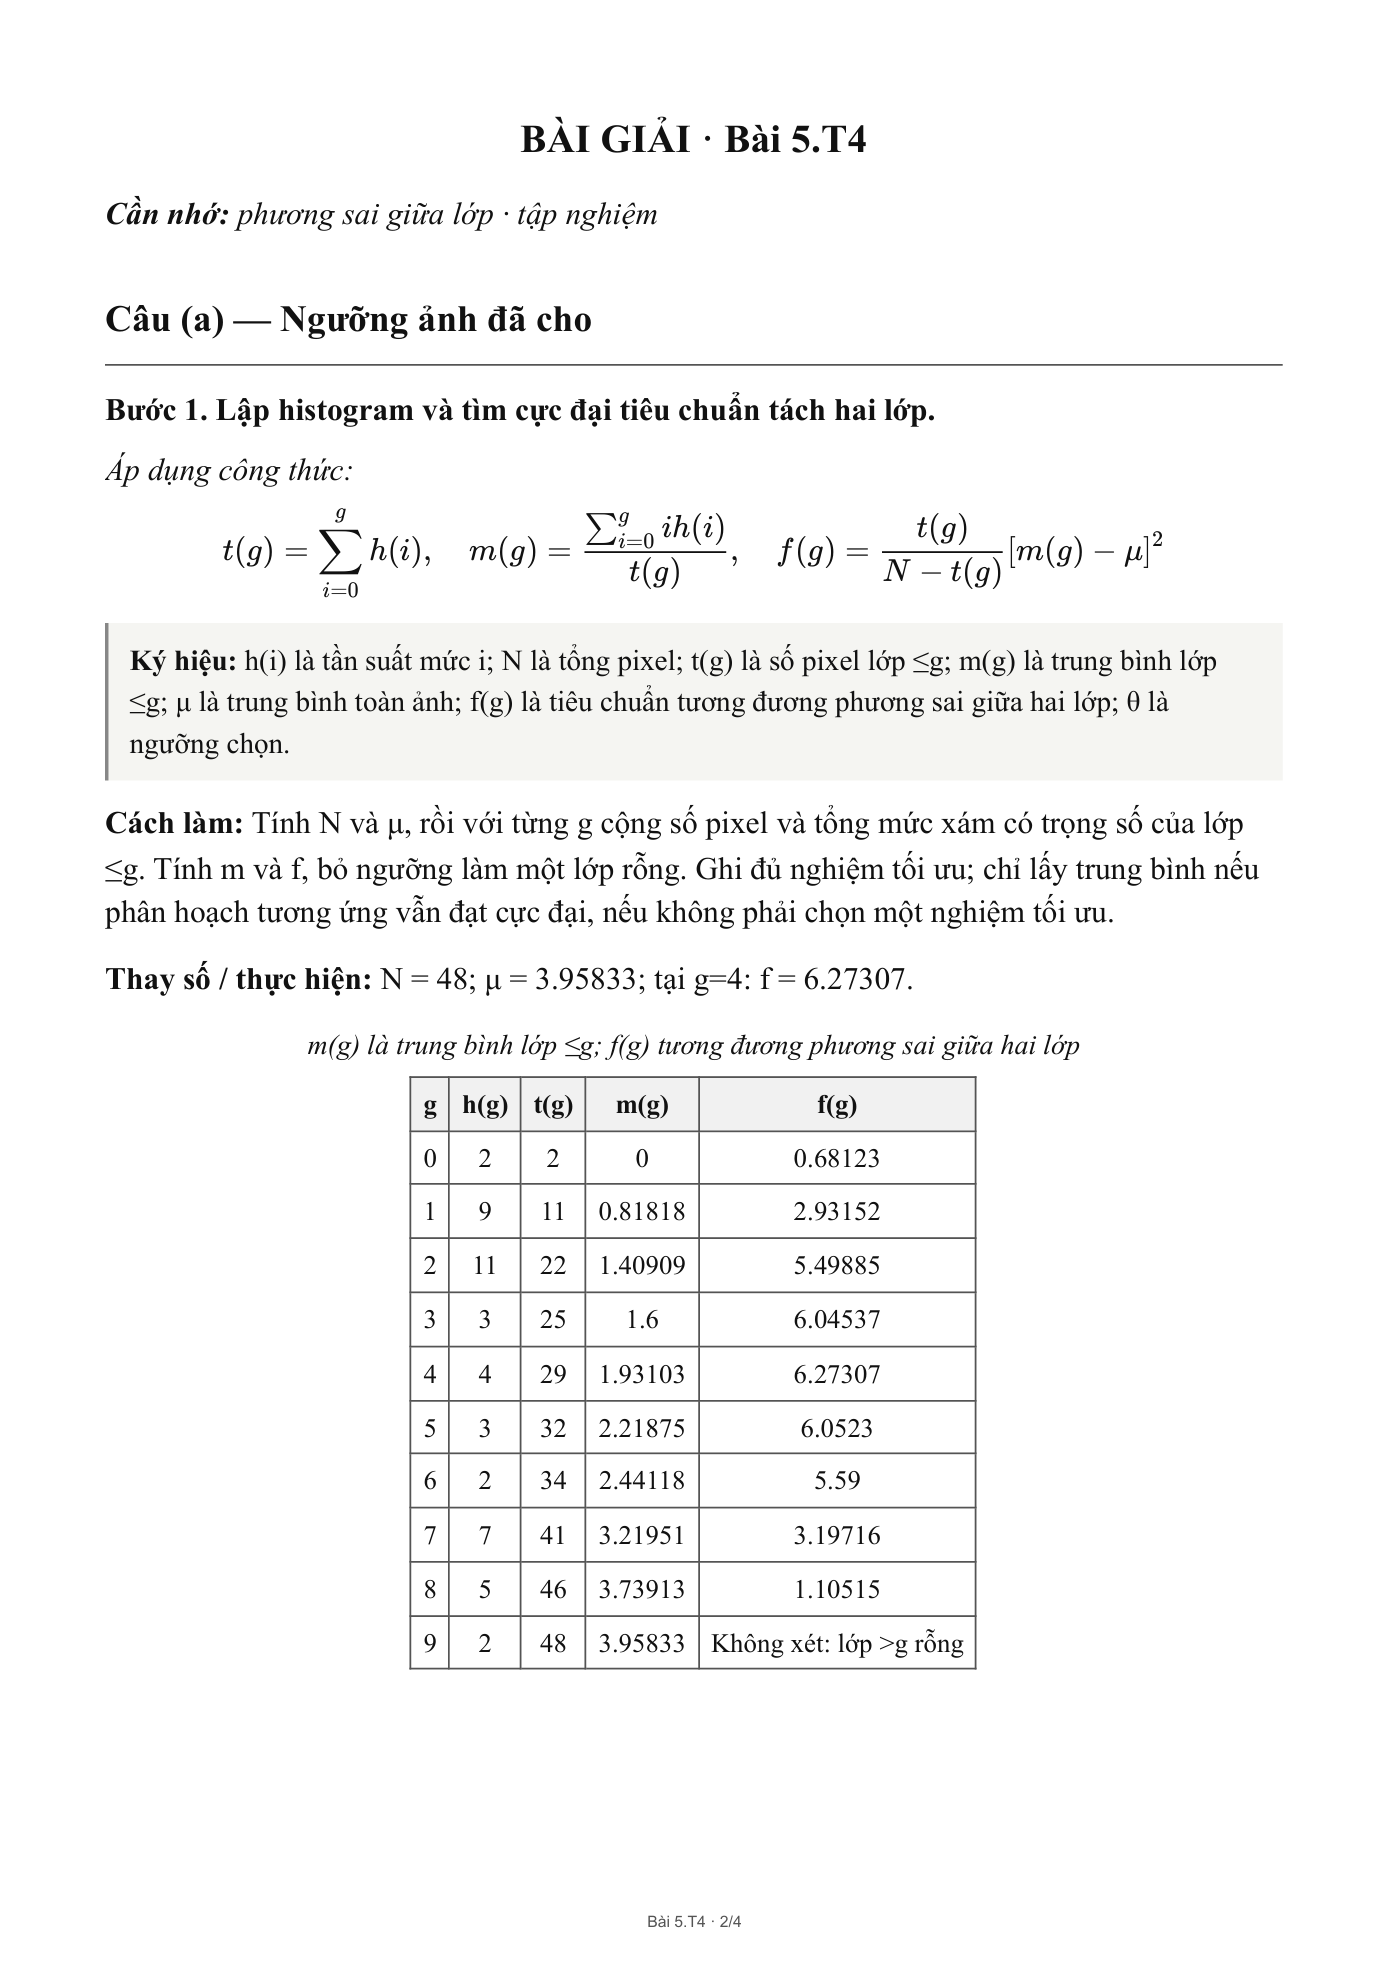 BÀI GIẢI · Bài 5.T4
Cần nhớ: phương sai giữa lớp · tập nghiệm
Câu (a) — Ngưỡng ảnh đã cho
Bước 1. Lập histogram và tìm cực đại tiêu chuẩn tách hai lớp.
Áp dụng công thức:
t(g) = \sum_{i=0}^{g} h(i), m(g) = \frac{\sum_{i=0}^{g} ih(i)}{t(g)}, f(g) = \frac{t(g)}{N − t(g)}[m(g) − μ]^2
Ký hiệu: h(i) là tần suất mức i; N là tổng pixel; t(g) là số pixel lớp ≤g; m(g) là trung bình lớp
≤g; μ là trung bình toàn ảnh; f(g) là tiêu chuẩn tương đương phương sai giữa hai lớp; θ là
ngưỡng chọn.
Cách làm: Tính N và μ, rồi với từng g cộng số pixel và tổng mức xám có trọng số của lớp
≤g. Tính m và f, bỏ ngưỡng làm một lớp rỗng. Ghi đủ nghiệm tối ưu; chỉ lấy trung bình nếu
phân hoạch tương ứng vẫn đạt cực đại, nếu không phải chọn một nghiệm tối ưu.
Thay số / thực hiện: N = 48; μ = 3.95833; tại g=4: f = 6.27307.
m(g) là trung bình lớp ≤g; f(g) tương đương phương sai giữa hai lớp
g h(g) t(g) m(g) f(g)
0 2 2 0 0.68123
1 9 11 0.81818 2.93152
2 11 22 1.40909 5.49885
3 3 25 1.6 6.04537
4 4 29 1.93103 6.27307
5 3 32 2.21875 6.0523
6 2 34 2.44118 5.59
7 7 41 3.21951 3.19716
8 5 46 3.73913 1.10515
9 2 48 3.95833 Không xét: lớp >g rỗng
Bài 5.T4 · 2/4